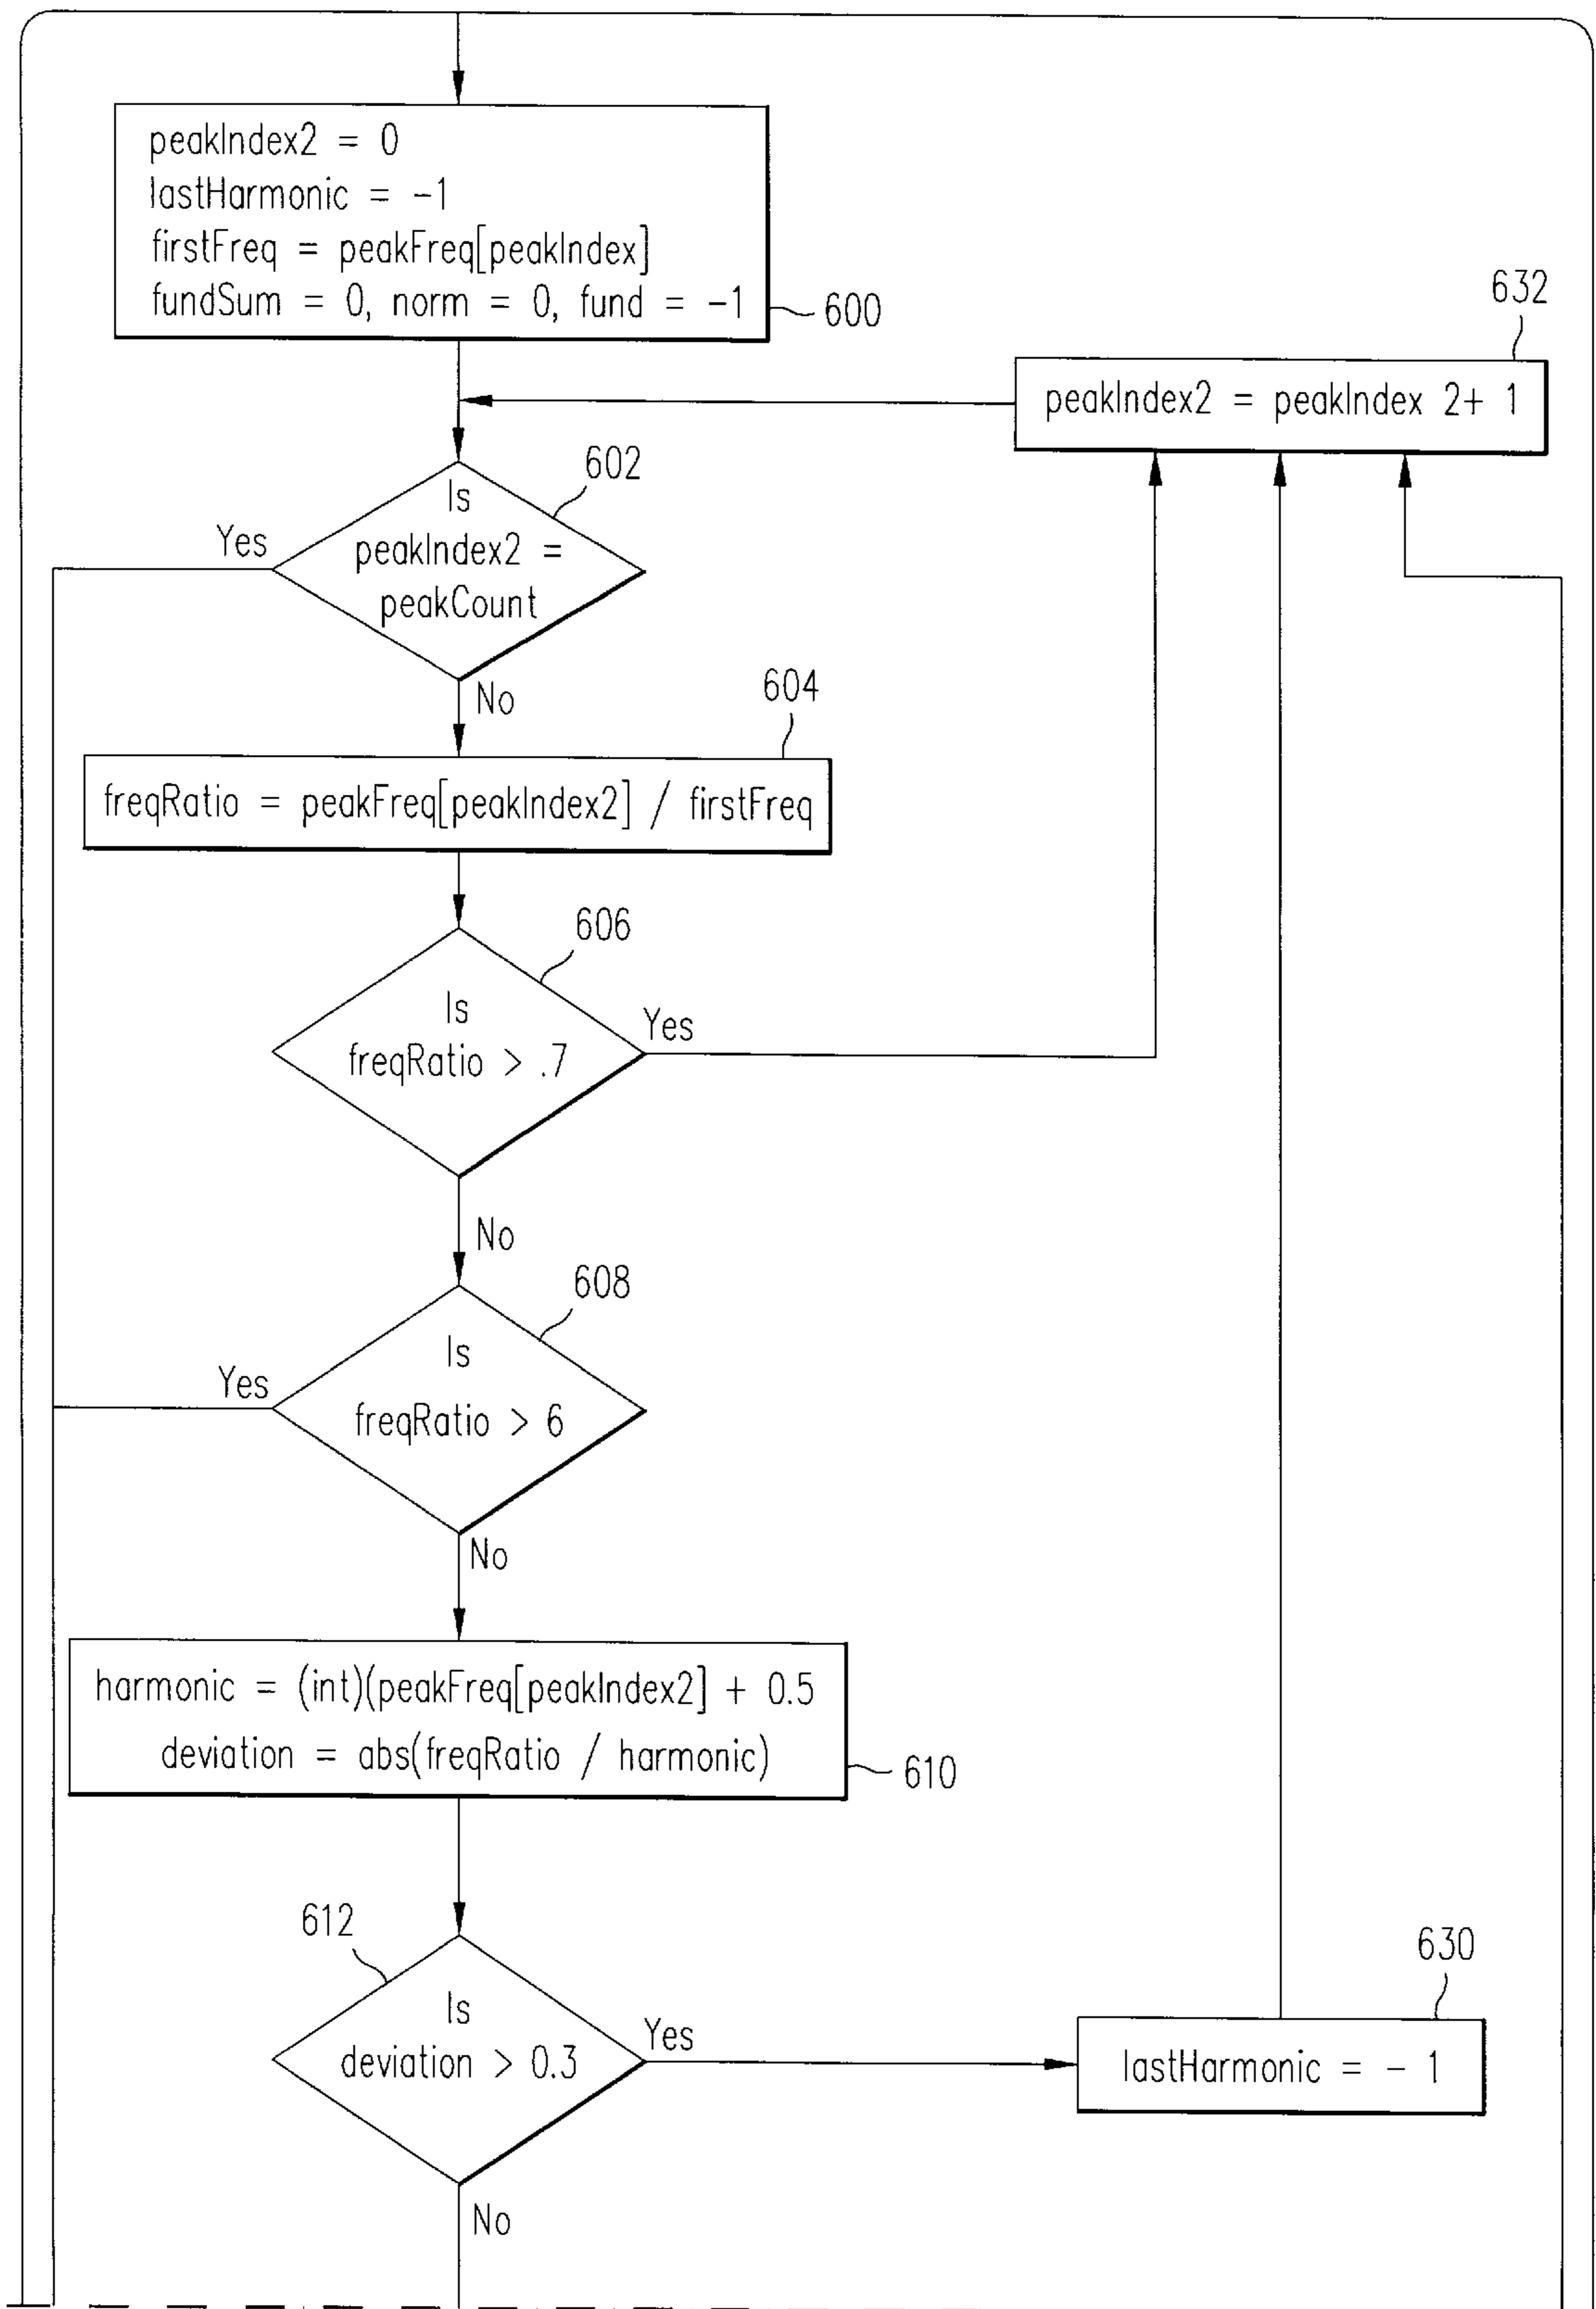 peakIndex2 = 0
lastHarmonic = -1
firstFreq = peakFreq[peakIndex]
fundSum = 0, norm = 0, fund = -1
600
632
peakIndex2 = peakIndex 2+ 1
602
Is
peakIndex2 =
peakCount
Yes
No
604
freqRatio = peakFreq[peakIndex2] / firstFreq
606
Is
freqRatio > .7
Yes
No
608
Is
freqRatio > 6
Yes
No
harmonic = (int)(peakFreq[peakIndex2] + 0.5
deviation = abs(freqRatio / harmonic)
610
612
Is
deviation > 0.3
Yes
630
lastHarmonic = - 1
No